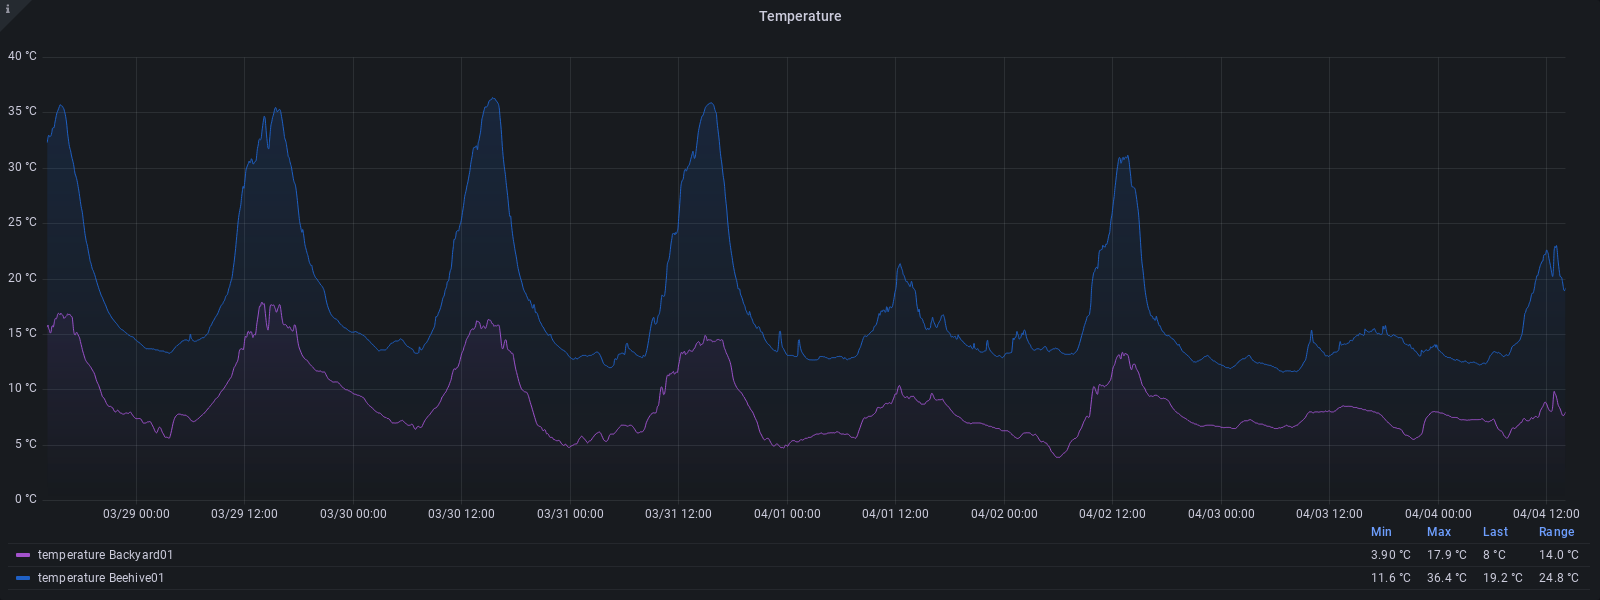 i
Temperature
40 °C
35 °C
30 °C
25 °C
20 °C
15 °C
10 °C
5 °C
0 °C
03/29 00:00 03/29 12:00 03/30 00:00 03/30 12:00 03/31 00:00 03/31 12:00 04/01 00:00 04/01 12:00 04/02 00:00 04/02 12:00 04/03 00:00 04/03 12:00 04/04 00:00 04/04 12:00
Min Max Last Range
temperature Backyard01 3.90 °C 17.9 °C 8 °C 14.0 °C
temperature Beehive01 11.6 °C 36.4 °C 19.2 °C 24.8 °C